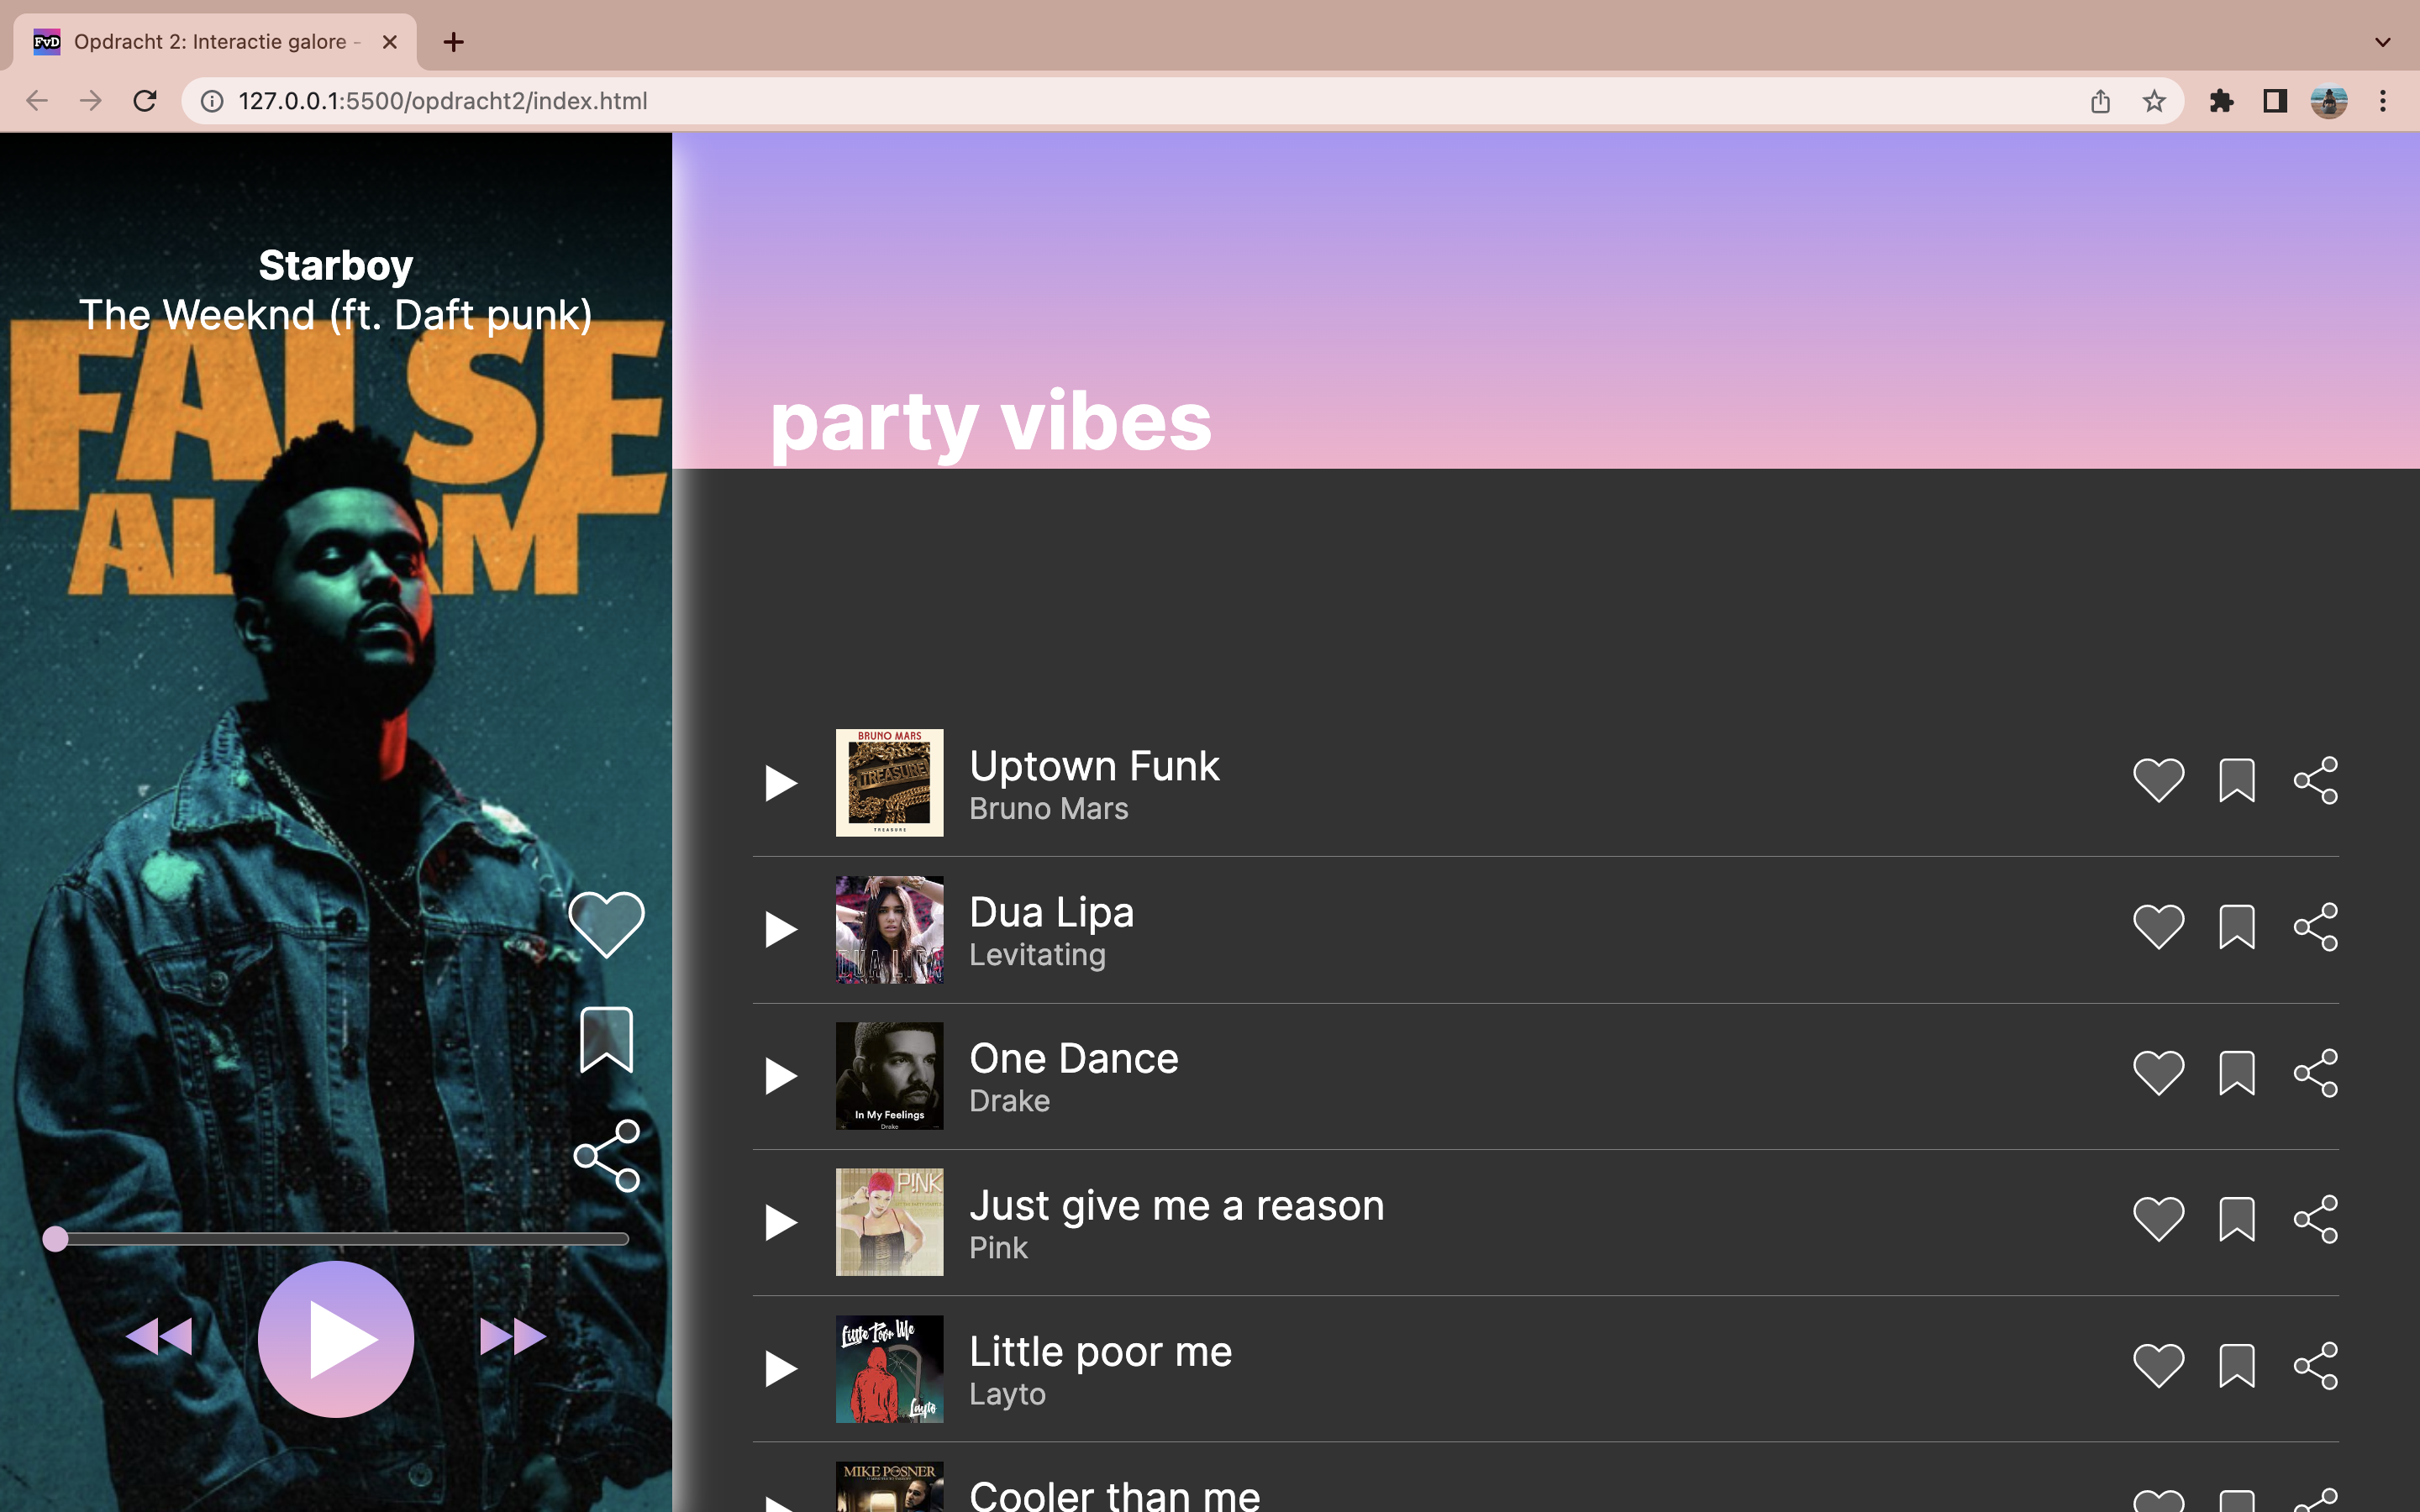 FvD Opdracht 2: Interactie galore -
127.0.0.1:5500/opdracht2/index.html
Starboy
The Weeknd (ft. Daft punk)
FALSE
ALARM
party vibes
BRUNO MARS
TREASURE
TREASURE
Uptown Funk
Bruno Mars
DUA LIPA
Dua Lipa
Levitating
In My Feelings
Drake
One Dance
Drake
P!NK
Just give me a reason
Pink
Little Poor Me
Layto
Little poor me
Layto
MIKE POSNER
Cooler than me